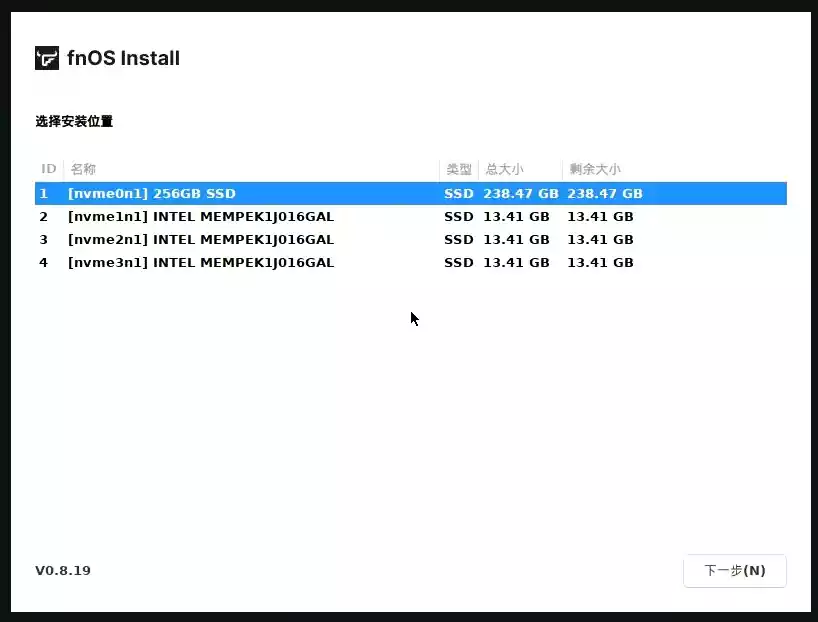 fnOS Install
选择安装位置
ID 名称 类型 总大小 剩余大小
1 [nvme0n1] 256GB SSD SSD 238.47 GB 238.47 GB
2 [nvme1n1] INTEL MEMPEK1J016GAL SSD 13.41 GB 13.41 GB
3 [nvme2n1] INTEL MEMPEK1J016GAL SSD 13.41 GB 13.41 GB
4 [nvme3n1] INTEL MEMPEK1J016GAL SSD 13.41 GB 13.41 GB
V0.8.19 下一步(N)